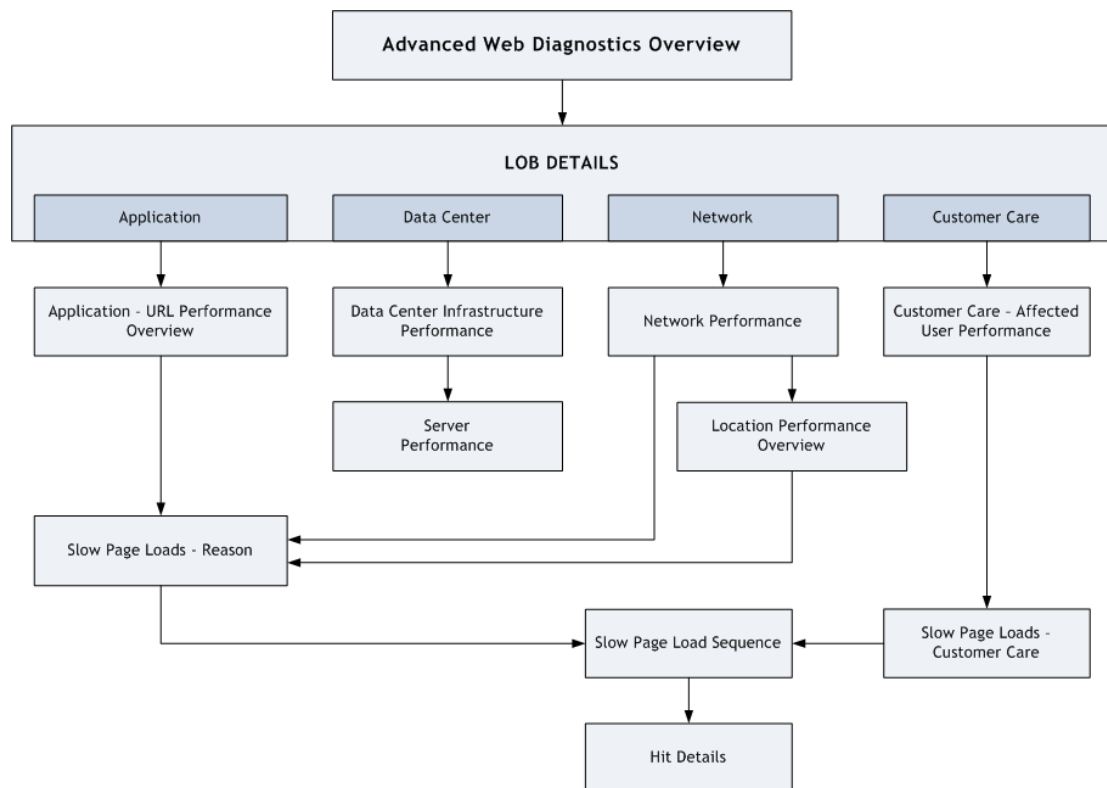 Advanced Web Diagnostics Overview
LOB DETAILS
Application
Data Center
Network
Customer Care
Application – URL Performance
Overview
Data Center Infrastructure
Performance
Network Performance
Customer Care – Affected
User Performance
Server
Performance
Location Performance
Overview
Slow Page Loads - Reason
Slow Page Load Sequence
Slow Page Loads –
Customer Care
Hit Details